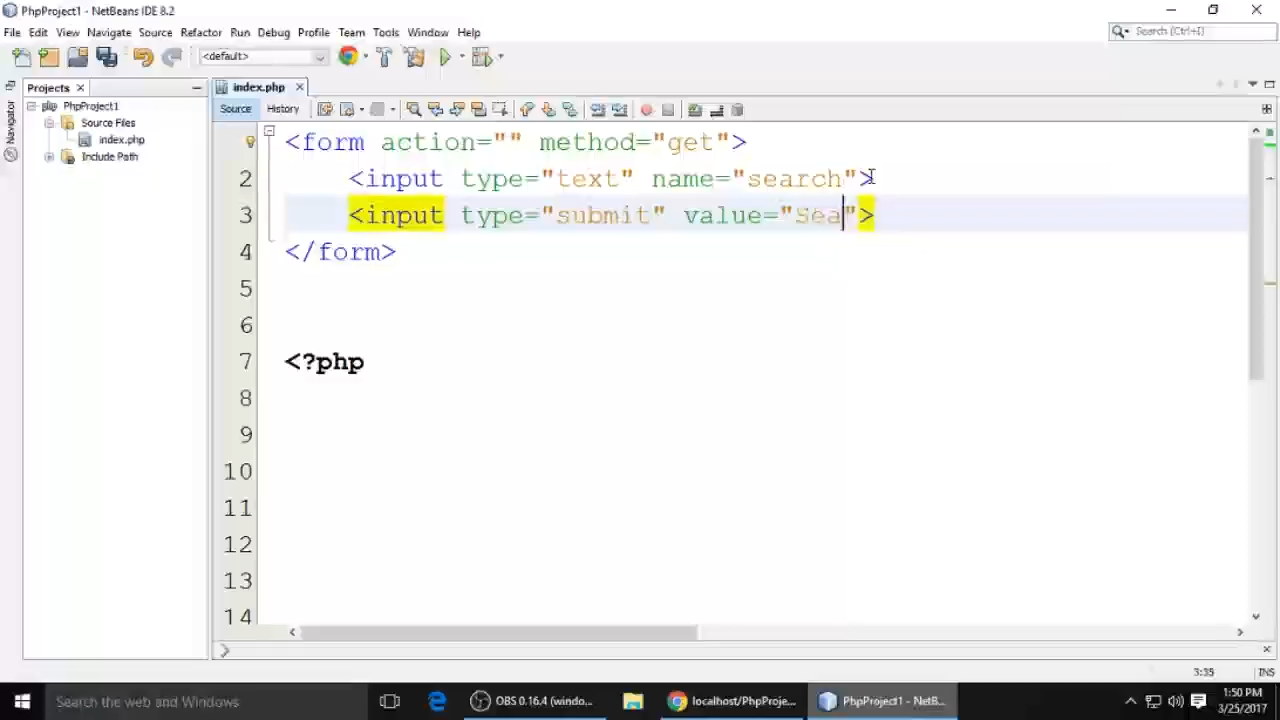 PhpProject1 - NetBeans IDE 8.2
File Edit View Navigate Source Refactor Run Debug Profile Team Tools Window Help
Search (Ctrl+I)
<default>
Projects
index.php
PhpProject1
Source Files
index.php
Include Path
Navigator
Source History
<form action="" method="get">
2 <input type="text" name="search">
3 <input type="submit" value="Sea">
4 </form>
5
6
7 <?php
8
9
10
11
12
13
14
3:35 INS
Search the web and Windows
OBS 0.16.4 (windo...
localhost/PhpProje...
PhpProject1 - NetB...
1:50 PM
3/25/2017